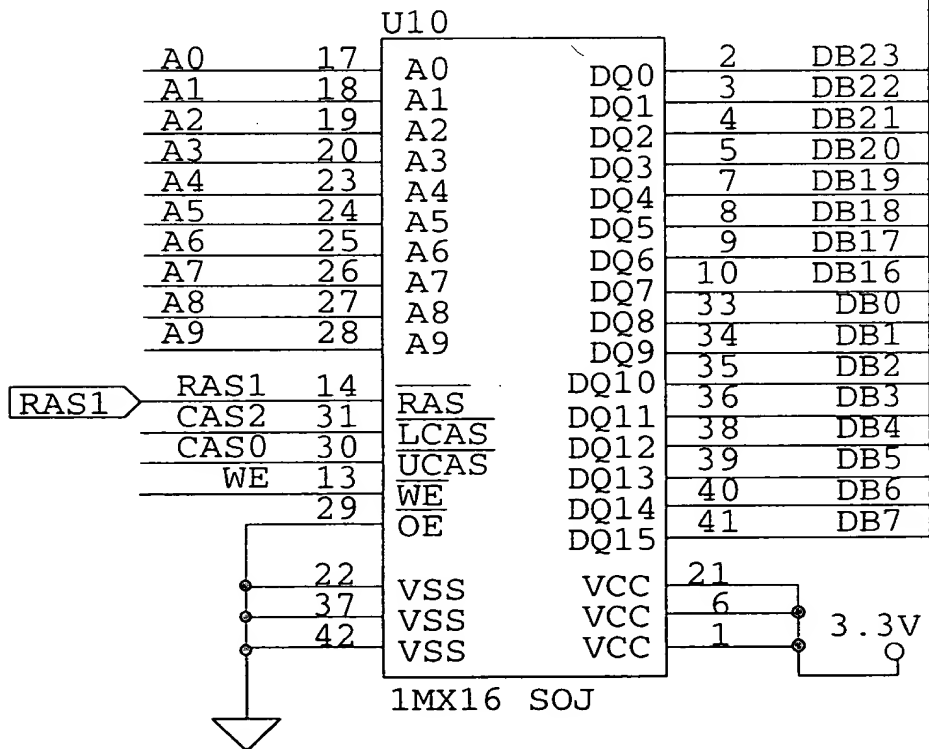 U10
A0 17 A0 DQ0 2 DB23
A1 18 A1 DQ1 3 DB22
A2 19 A2 DQ2 4 DB21
A3 20 A3 DQ3 5 DB20
A4 23 A4 DQ4 7 DB19
A5 24 A5 DQ5 8 DB18
A6 25 A6 DQ6 9 DB17
A7 26 A7 DQ7 10 DB16
A8 27 A8 DQ8 33 DB0
A9 28 A9 DQ9 34 DB1
RAS1 RAS1 14 RAS DQ10 35 DB2
CAS2 31 LCAS DQ11 36 DB3
CAS0 30 UCAS DQ12 38 DB4
WE 13 WE DQ13 39 DB5
29 OE DQ14 40 DB6
DQ15 41 DB7
22 VSS VCC 21
37 VSS VCC 6
42 VSS VCC 1 3.3V
1MX16 SOJ